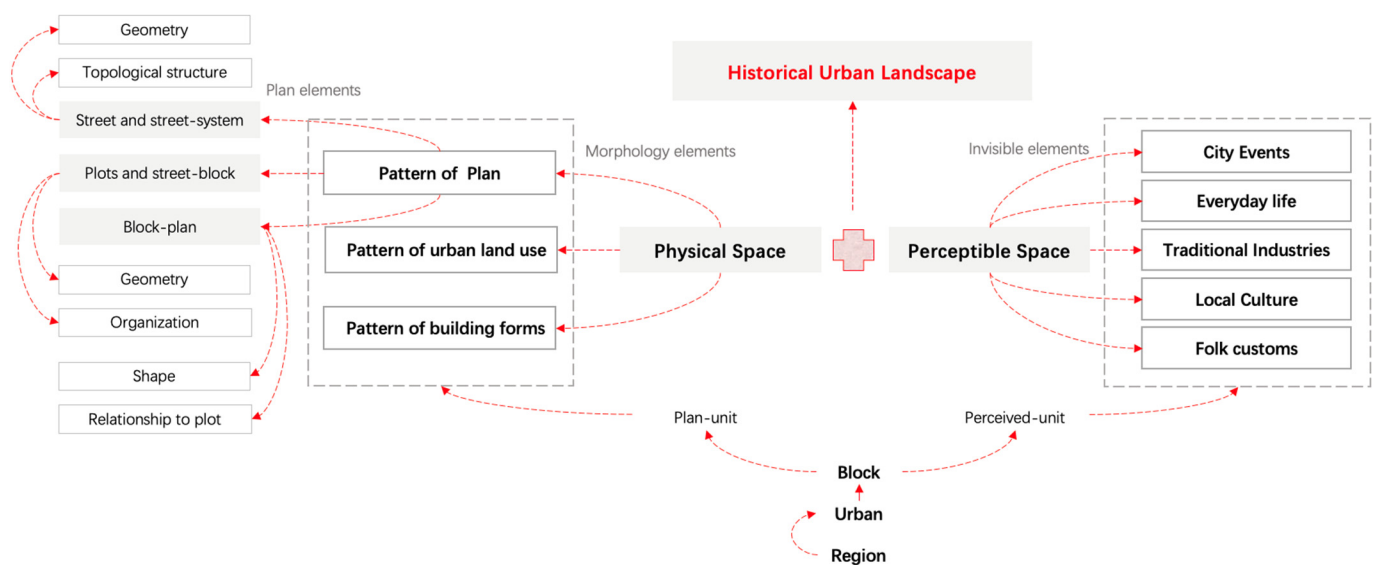 Geometry
Topological structure
Street and street-system
Plots and street-block
Block-plan
Geometry
Organization
Shape
Relationship to plot
Plan elements
Pattern of Plan
Pattern of urban land use
Pattern of building forms
Morphology elements
Historical Urban Landscape
Physical Space
Perceptible Space
Invisible elements
City Events
Everyday life
Traditional Industries
Local Culture
Folk customs
Plan-unit
Perceived-unit
Block
Urban
Region